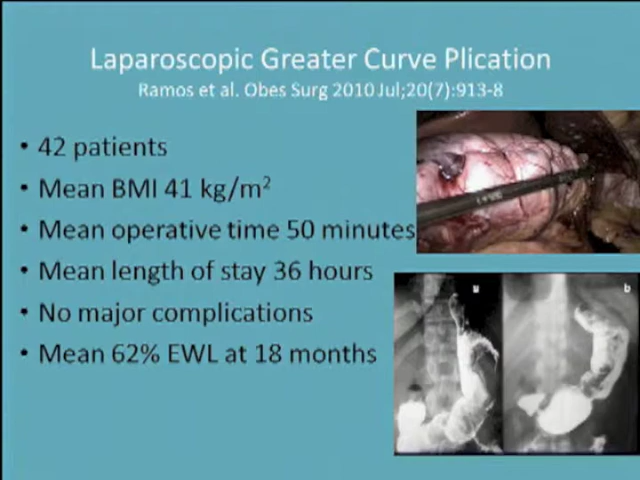 Laparoscopic Greater Curve Plication
Ramos et al. Obes Surg 2010 Jul;20(7):913-8
• 42 patients
• Mean BMI 41 kg/m²
• Mean operative time 50 minutes
• Mean length of stay 36 hours
• No major complications
• Mean 62% EWL at 18 months
b